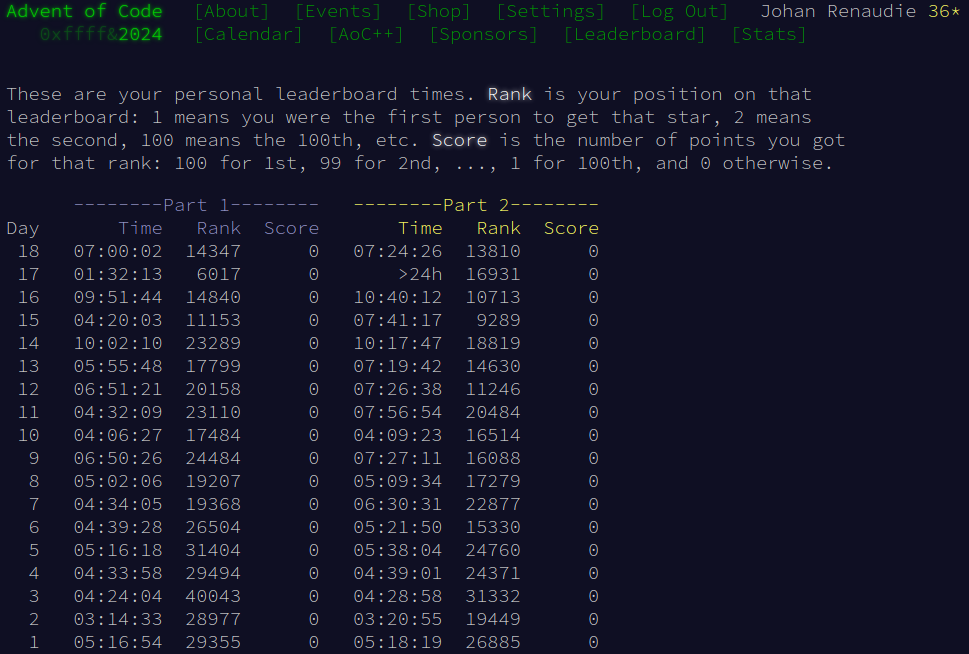 Advent of Code [About] [Events] [Shop] [Settings] [Log Out] Johan Renaudie 36*
0xffff&2024 [Calendar] [AoC++] [Sponsors] [Leaderboard] [Stats]
These are your personal leaderboard times. Rank is your position on that
leaderboard: 1 means you were the first person to get that star, 2 means
the second, 100 means the 100th, etc. Score is the number of points you got
for that rank: 100 for 1st, 99 for 2nd, ..., 1 for 100th, and 0 otherwise.
--------Part 1-------- --------Part 2--------
Day Time Rank Score Time Rank Score
18 07:00:02 14347 0 07:24:26 13810 0
17 01:32:13 6017 0 >24h 16931 0
16 09:51:44 14840 0 10:40:12 10713 0
15 04:20:03 11153 0 07:41:17 9289 0
14 10:02:10 23289 0 10:17:47 18819 0
13 05:55:48 17799 0 07:19:42 14630 0
12 06:51:21 20158 0 07:26:38 11246 0
11 04:32:09 23110 0 07:56:54 20484 0
10 04:06:27 17484 0 04:09:23 16514 0
9 06:50:26 24484 0 07:27:11 16088 0
8 05:02:06 19207 0 05:09:34 17279 0
7 04:34:05 19368 0 06:30:31 22877 0
6 04:39:28 26504 0 05:21:50 15330 0
5 05:16:18 31404 0 05:38:04 24760 0
4 04:33:58 29494 0 04:39:01 24371 0
3 04:24:04 40043 0 04:28:58 31332 0
2 03:14:33 28977 0 03:20:55 19449 0
1 05:16:54 29355 0 05:18:19 26885 0